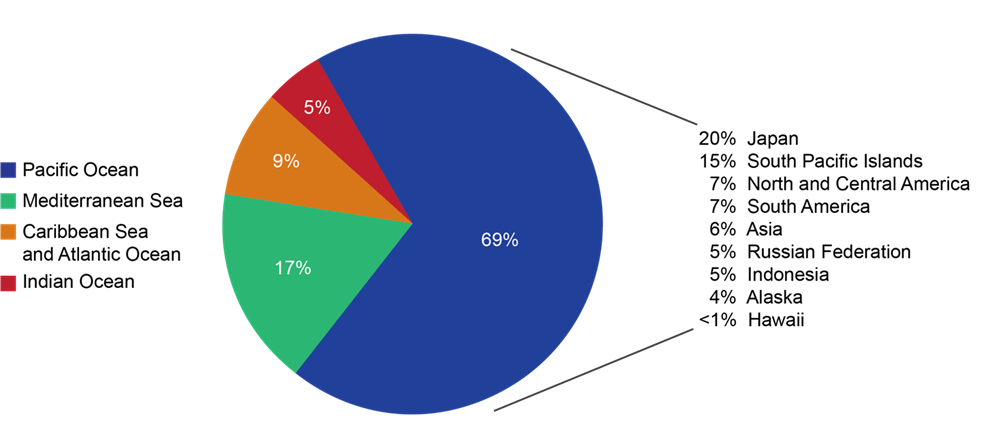 Pacific Ocean
Mediterranean Sea
Caribbean Sea
and Atlantic Ocean
Indian Ocean
5%
9%
17%
69%
20% Japan
15% South Pacific Islands
7% North and Central America
7% South America
6% Asia
5% Russian Federation
5% Indonesia
4% Alaska
<1% Hawaii